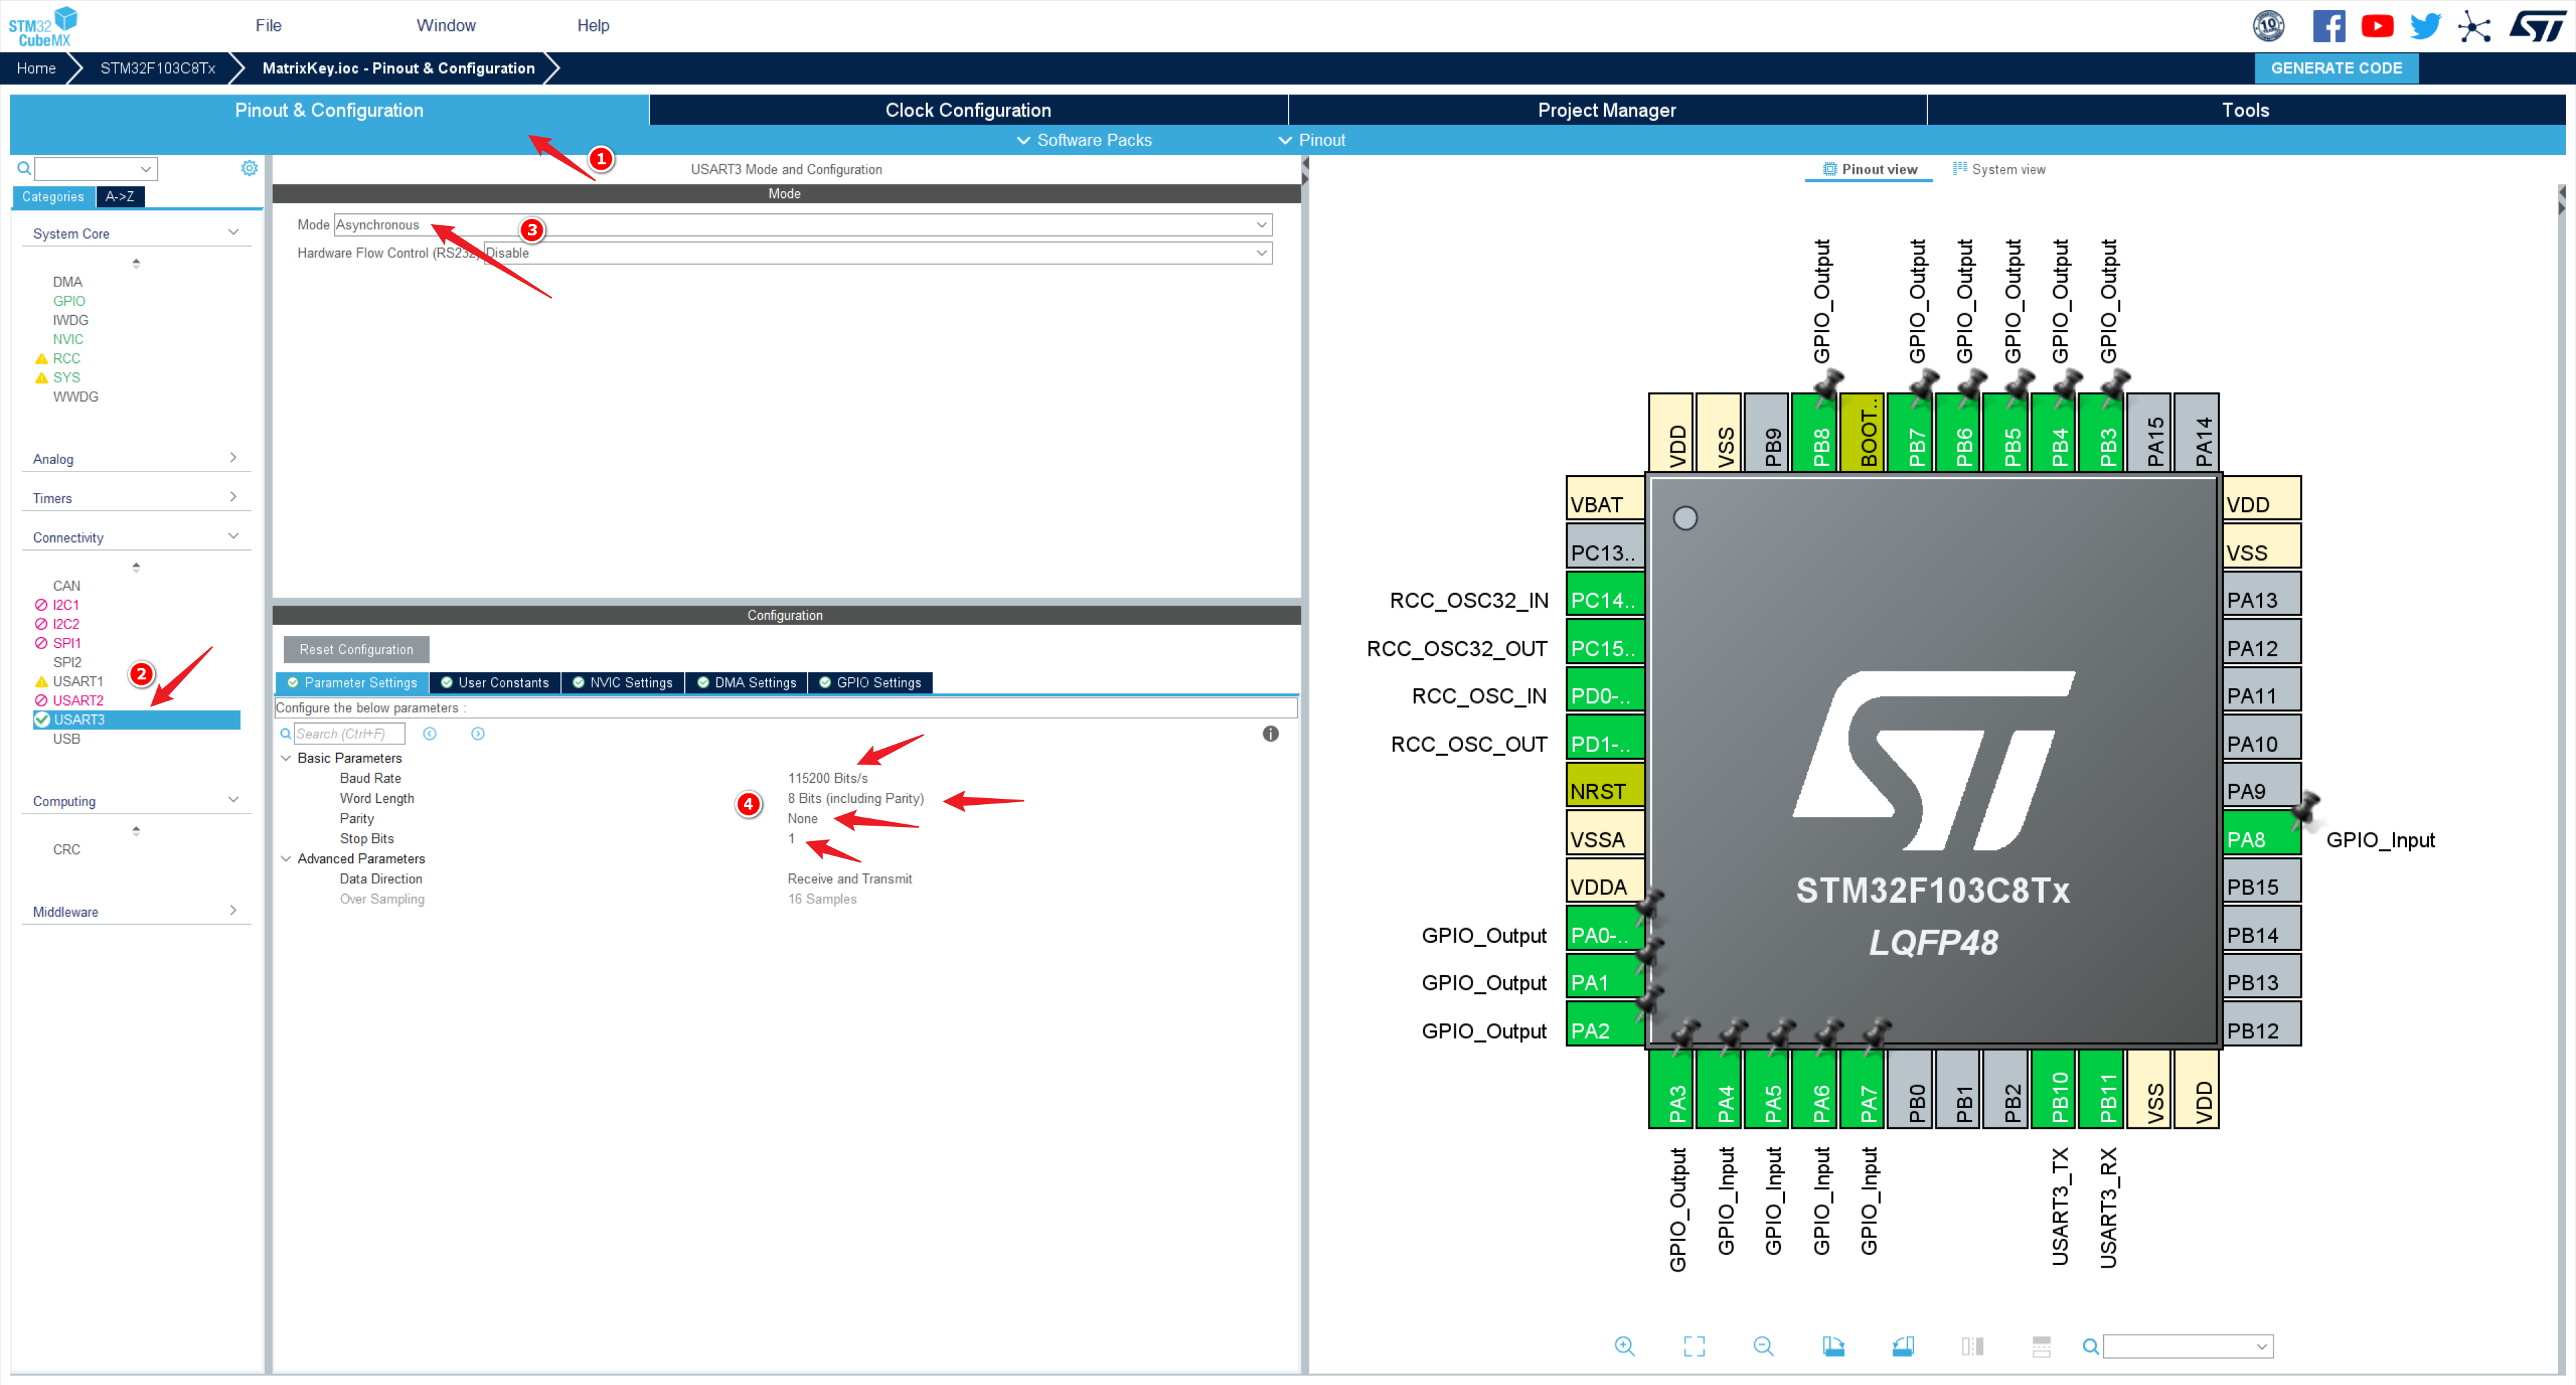 STM32
CubeMX
File
Window
Help
Home
STM32F103C8Tx
MatrixKey.ioc - Pinout & Configuration
GENERATE CODE
Pinout & Configuration
Clock Configuration
Project Manager
Tools
Software Packs
Pinout
1
Categories
A->Z
System Core
DMA
GPIO
IWDG
NVIC
RCC
SYS
WWDG
Analog
Timers
Connectivity
CAN
I2C1
I2C2
SPI1
SPI2
USART1
USART2
USART3
USB
2
Computing
CRC
Middleware
USART3 Mode and Configuration
Mode
Mode Asynchronous
3
Hardware Flow Control (RS232) Disable
Configuration
Reset Configuration
Parameter Settings
User Constants
NVIC Settings
DMA Settings
GPIO Settings
Configure the below parameters :
Search (Ctrl+F)
Basic Parameters
Baud Rate 115200 Bits/s
Word Length 8 Bits (including Parity)
4
Parity None
Stop Bits 1
Advanced Parameters
Data Direction Receive and Transmit
Over Sampling 16 Samples
Pinout view
System view
GPIO_Output
GPIO_Output
GPIO_Output
GPIO_Output
GPIO_Output
GPIO_Output
VDD
VSS
PB9
PB8
BOOT..
PB7
PB6
PB5
PB4
PB3
PA15
PA14
VBAT
PC13..
RCC_OSC32_IN PC14..
RCC_OSC32_OUT PC15..
RCC_OSC_IN PD0-..
RCC_OSC_OUT PD1-..
NRST
VSSA
VDDA
GPIO_Output PA0-..
GPIO_Output PA1
GPIO_Output PA2
STM32F103C8Tx
LQFP48
VDD
VSS
PA13
PA12
PA11
PA10
PA9
PA8 GPIO_Input
PB15
PB14
PB13
PB12
PA3
PA4
PA5
PA6
PA7
PB0
PB1
PB2
PB10
PB11
VSS
VDD
GPIO_Output
GPIO_Input
GPIO_Input
GPIO_Input
GPIO_Input
USART3_TX
USART3_RX